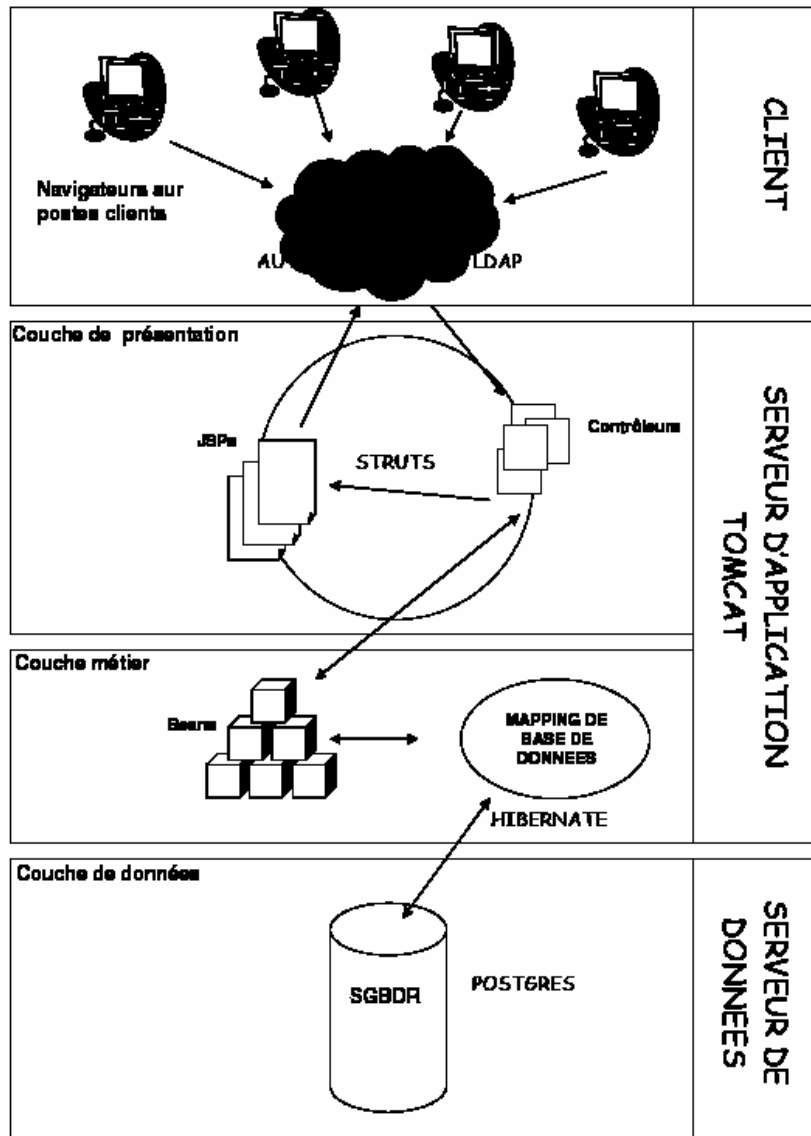 CLIENT
Navigateurs sur
postes clients
AU
LDAP
Couche de présentation
JSPs
STRUTS
Contrôleurs
SERVEUR D'APPLICATION
TOMCAT
Couche métier
Beans
MAPPING DE
BASE DE
DONNEES
HIBERNATE
Couche de données
SGBDR
POSTGRES
SERVEUR DE
DONNEES